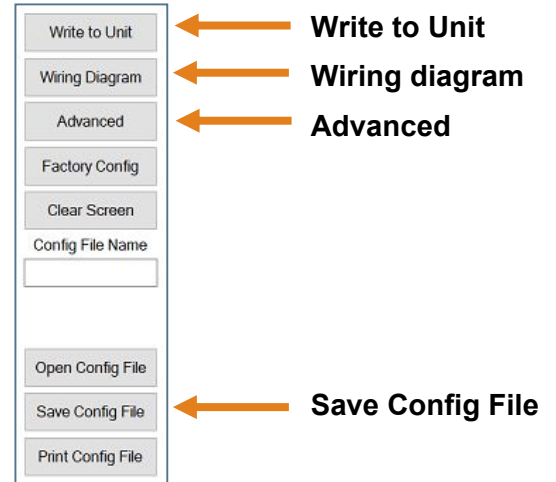 Write to Unit Write to Unit
Wiring Diagram Wiring diagram
Advanced Advanced
Factory Config
Clear Screen
Config File Name
Open Config File
Save Config File Save Config File
Print Config File